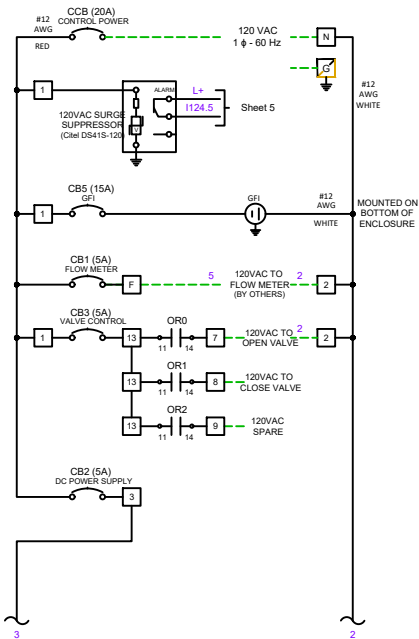 CCB (20A)
CONTROL POWER
#12
AWG
RED
120 VAC
1 ϕ - 60 Hz
N
G
#12
AWG
WHITE
1
ALARM
L+
I124.5
Sheet 5
120VAC SURGE
SUPPRESSOR
(Citel DS41S-120)
V
CB5 (15A)
GFI
1
GFI
#12
AWG
WHITE
MOUNTED ON
BOTTOM OF
ENCLOSURE
CB1 (5A)
FLOW METER
F
5
120VAC TO
FLOW METER
(BY OTHERS)
2
2
CB3 (5A)
VALVE CONTROL
1
13
OR0
11
14
7
120VAC TO
OPEN VALVE
2
2
13
OR1
11
14
8
120VAC TO
CLOSE VALVE
13
OR2
11
14
9
120VAC
SPARE
CB2 (5A)
DC POWER SUPPLY
3
3
2